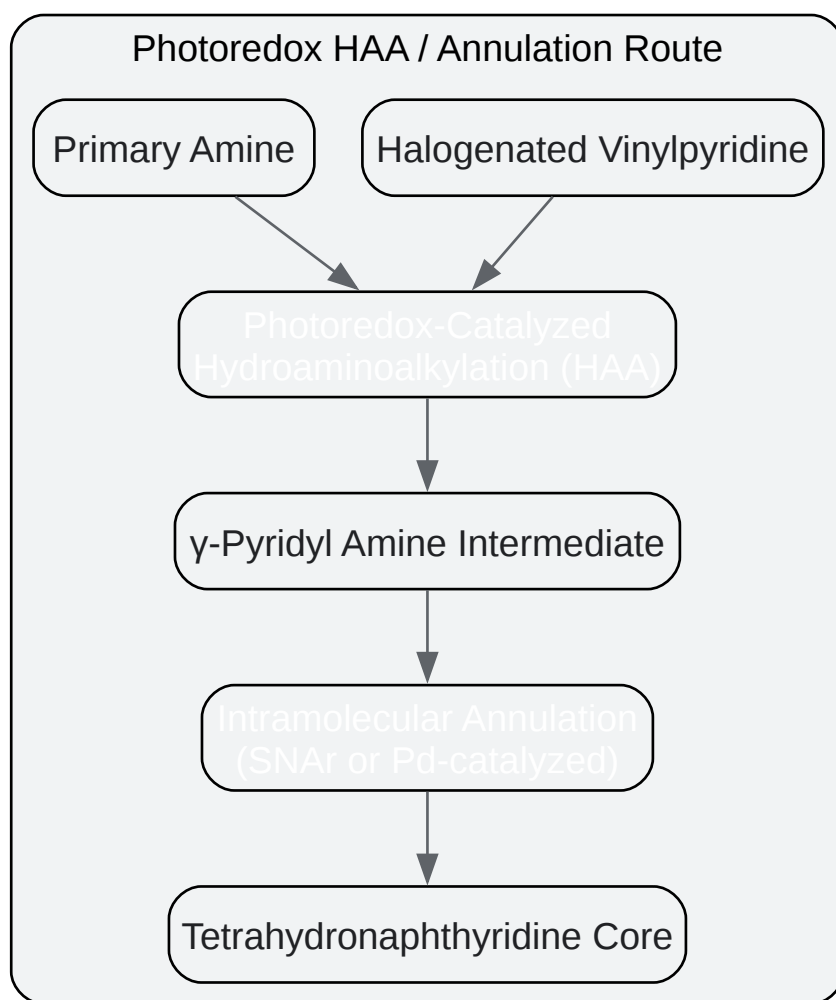 Photoredox HAA / Annulation Route
Primary Amine
Halogenated Vinylpyridine
Photoredox-Catalyzed
Hydroaminoalkylation (HAA)
γ-Pyridyl Amine Intermediate
Intramolecular Annulation
(SNAr or Pd-catalyzed)
Tetrahydronaphthyridine Core